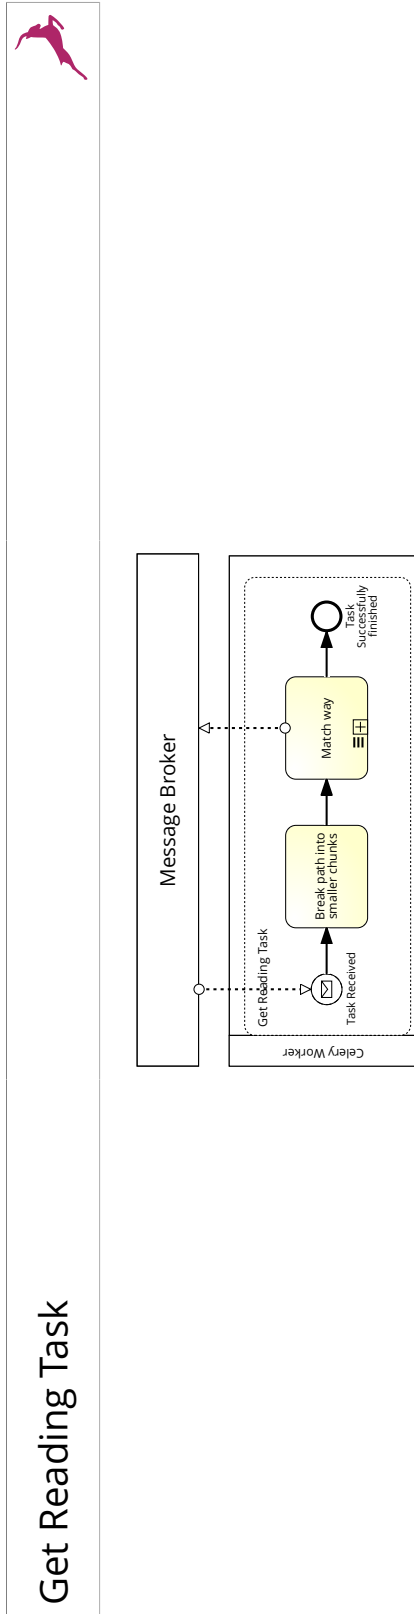 Get Reading Task
Message Broker
Celery Worker
Get Reading Task
Task Received
Break path into
smaller chunks
Match way
Task
Successfully
finished